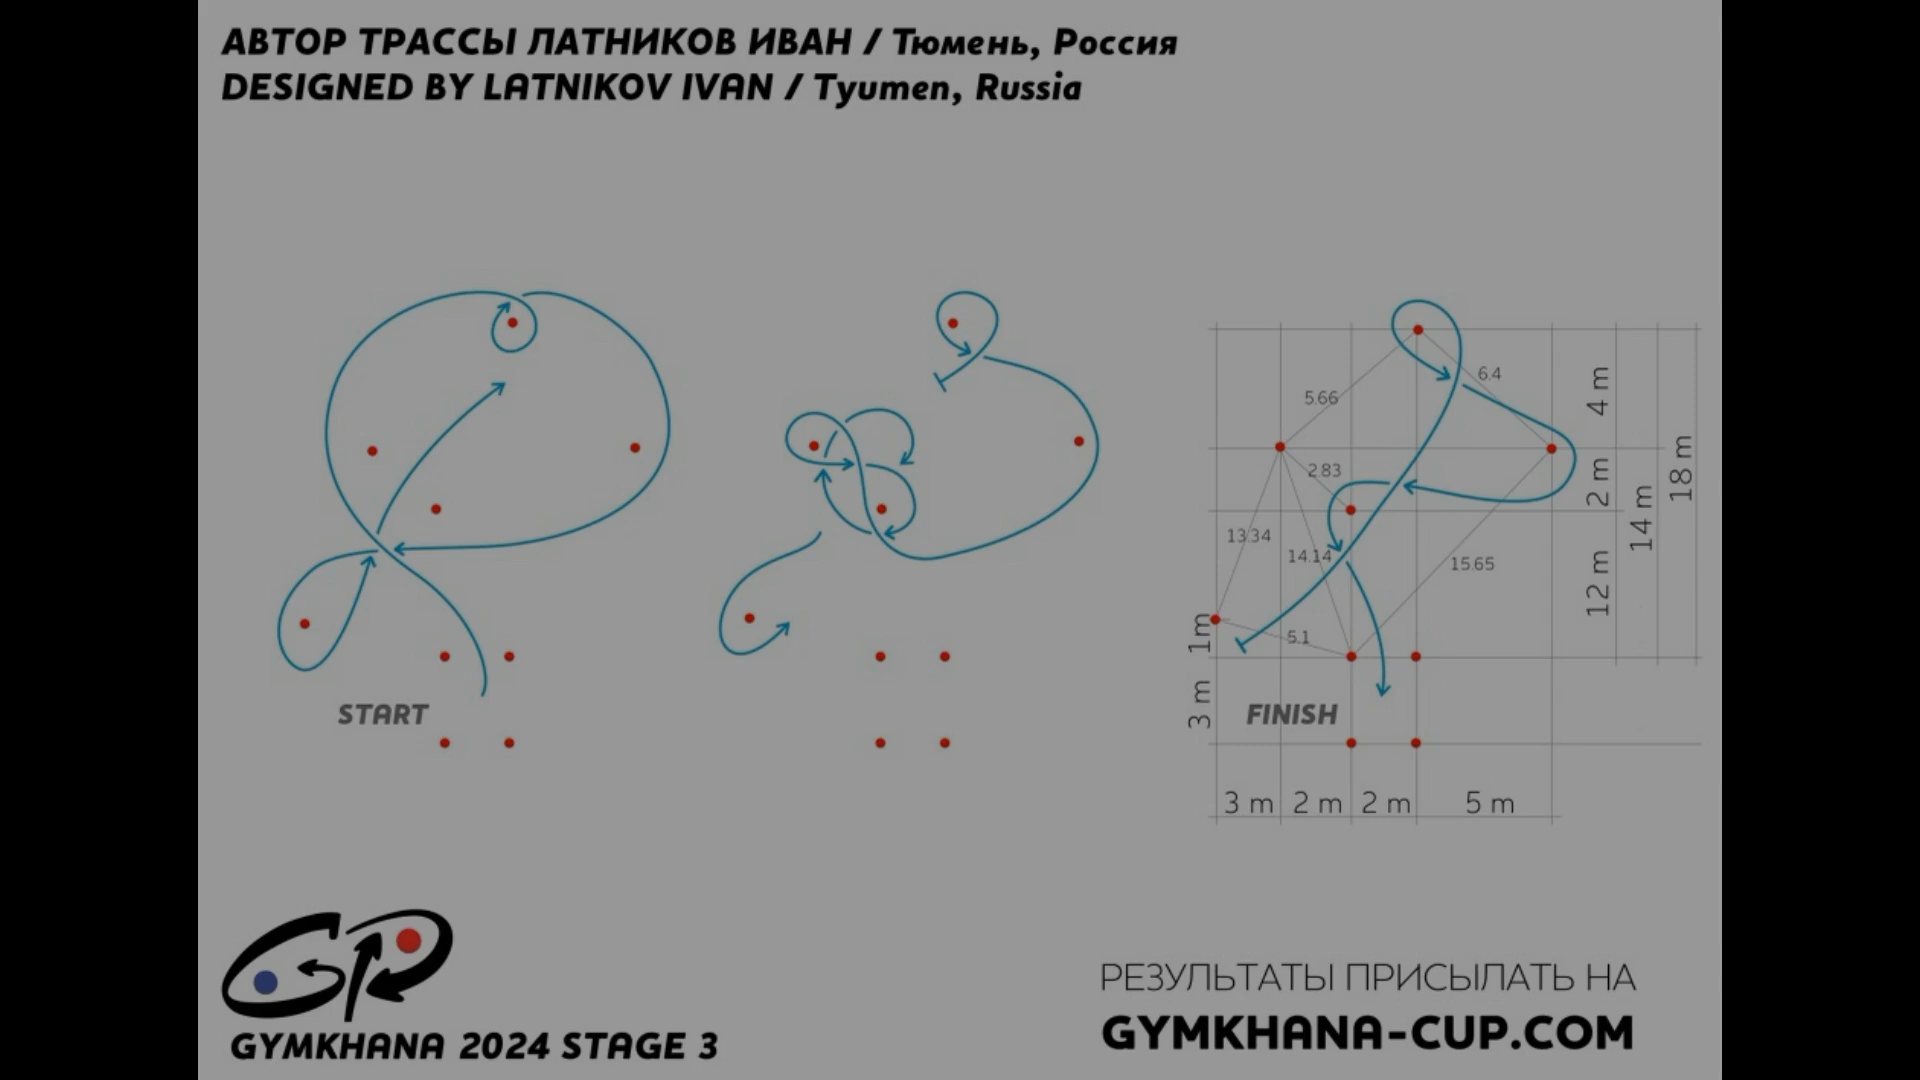 АВТОР ТРАССЫ ЛАТНИКОВ ИВАН / Тюмень, Россия
DESIGNED BY LATNIKOV IVAN / Tyumen, Russia
START
5.66
6.4
2.83
13.34
14.14
15.65
5.1
4 m
2 m
12 m
14 m
18 m
1m
3 m
FINISH
3 m 2 m 2 m 5 m
GP
GYMKHANA 2024 STAGE 3
РЕЗУЛЬТАТЫ ПРИСЫЛАТЬ НА
GYMKHANA-CUP.COM